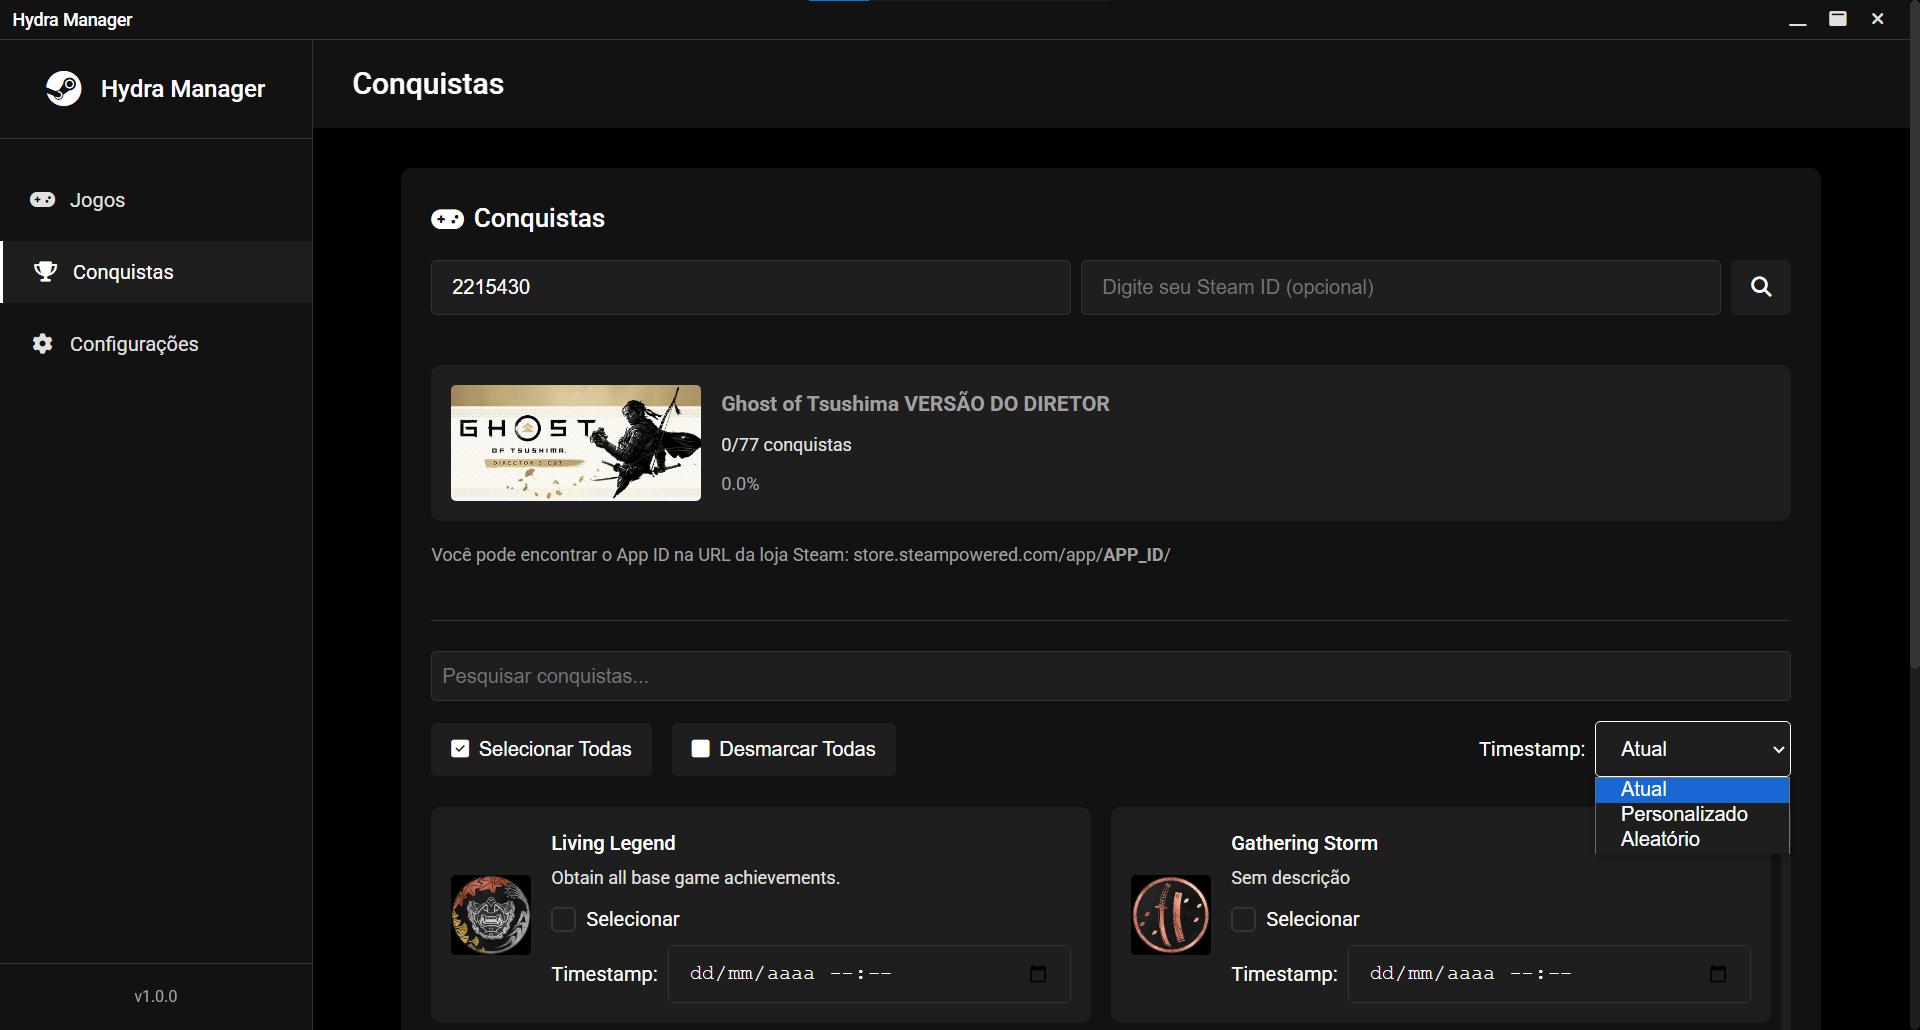 Hydra Manager
Hydra Manager
Conquistas
Jogos
Conquistas
Configurações
v1.0.0
Conquistas
2215430
Digite seu Steam ID (opcional)
GHOST
OF TSUSHIMA
DIRECTOR'S CUT
Ghost of Tsushima VERSÃO DO DIRETOR
0/77 conquistas
0.0%
Você pode encontrar o App ID na URL da loja Steam: store.steampowered.com/app/APP_ID/
Pesquisar conquistas...
Selecionar Todas
Desmarcar Todas
Timestamp:
Atual
Atual
Personalizado
Aleatório
Living Legend
Obtain all base game achievements.
Selecionar
Timestamp: dd/mm/aaaa --:--
Gathering Storm
Sem descrição
Selecionar
Timestamp: dd/mm/aaaa --:--